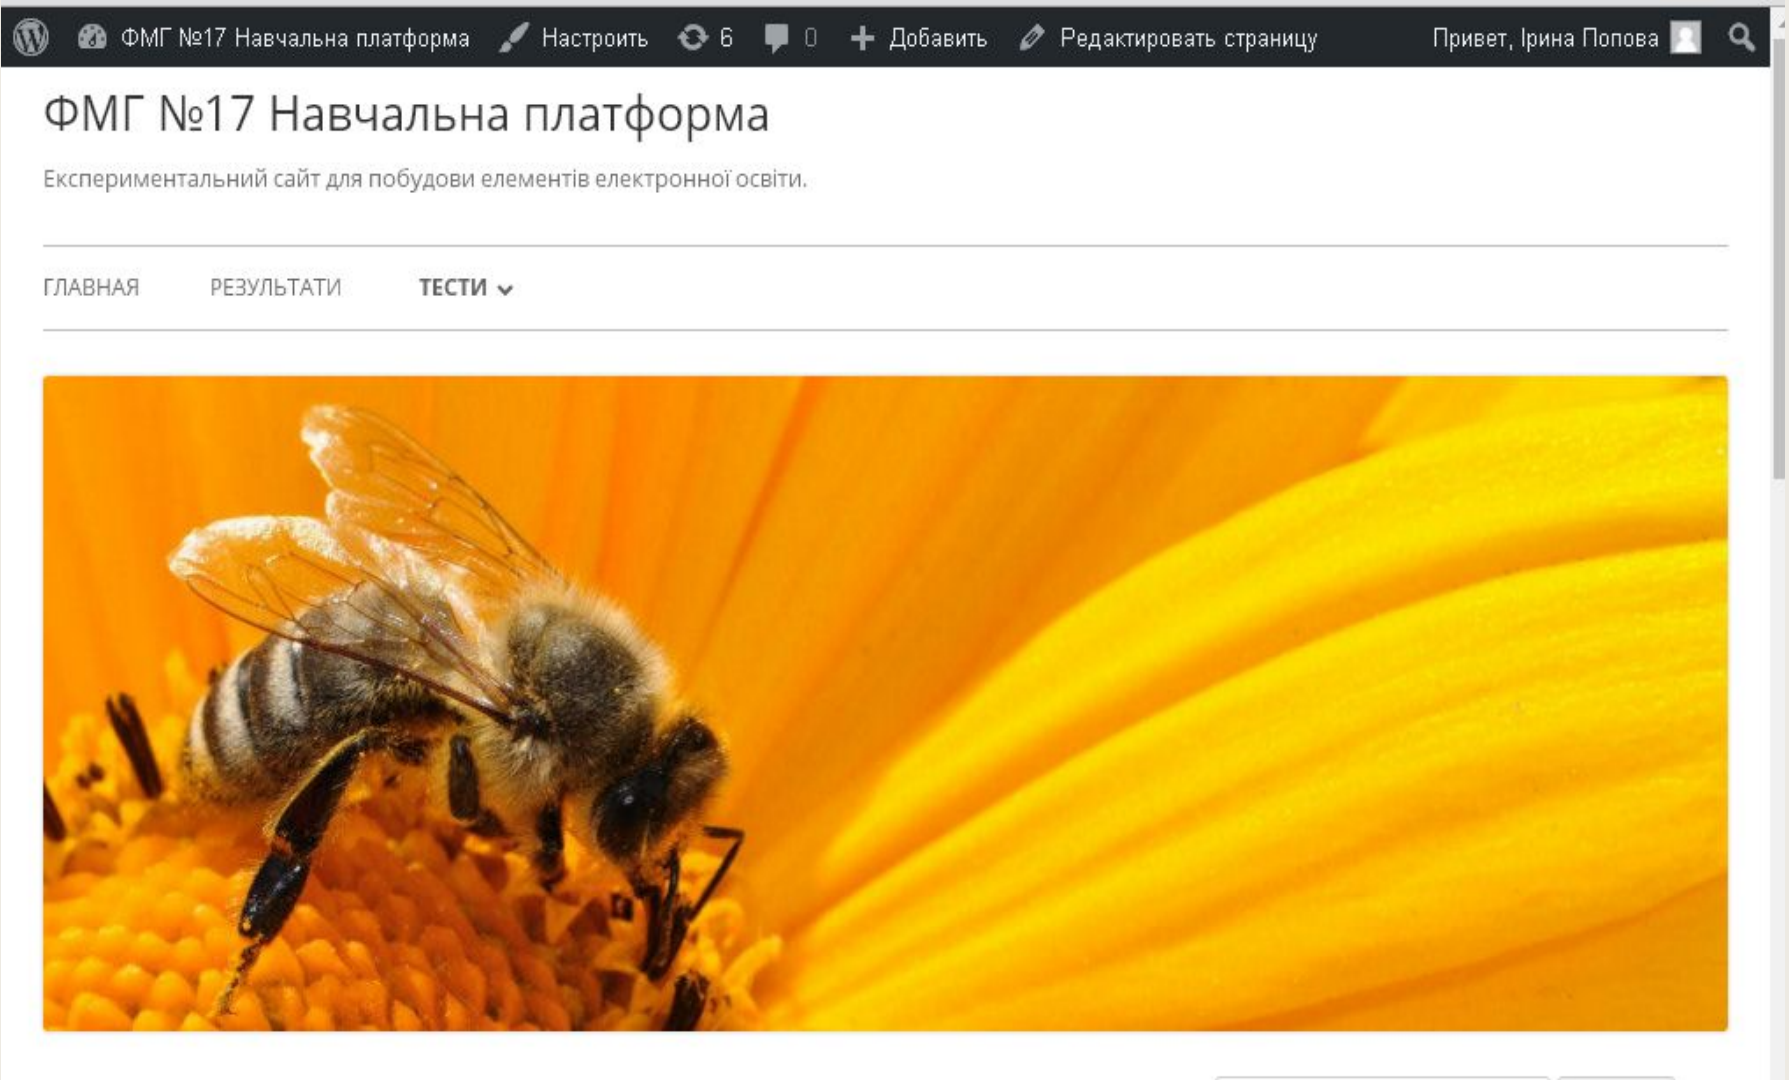 ФМГ №17 Навчальна платформа Настроить 6 0 Добавить Редактировать страницу Привет, Ірина Попова
ФМГ №17 Навчальна платформа
Експериментальний сайт для побудови елементів електронної освіти.
ГЛАВНАЯ РЕЗУЛЬТАТИ ТЕСТИ